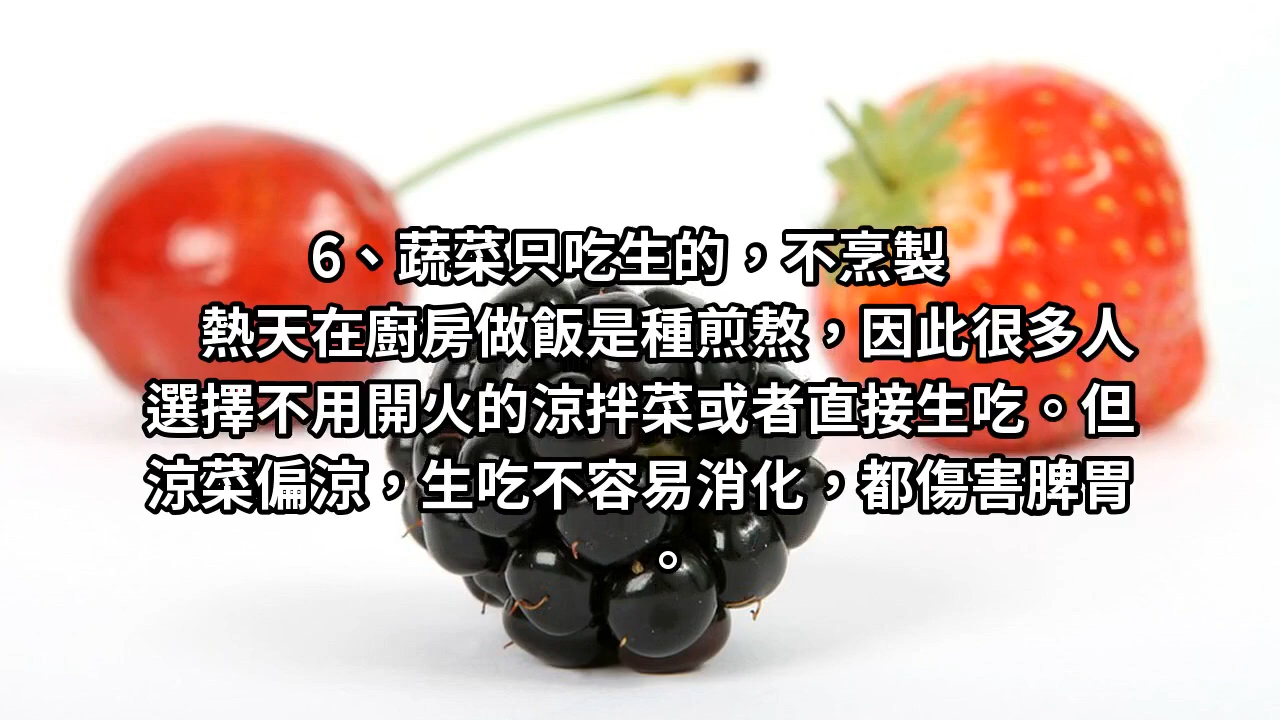 6、蔬菜只吃生的，不烹製
熱天在廚房做飯是種煎熬，因此很多人
選擇不用開火的涼拌菜或者直接生吃。但
涼菜偏涼，生吃不容易消化，都傷害脾胃
。